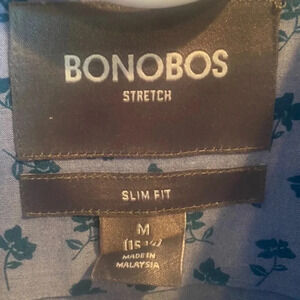 BONOBOS
STRETCH
SLIM FIT
M
MADE IN
MALAYSIA